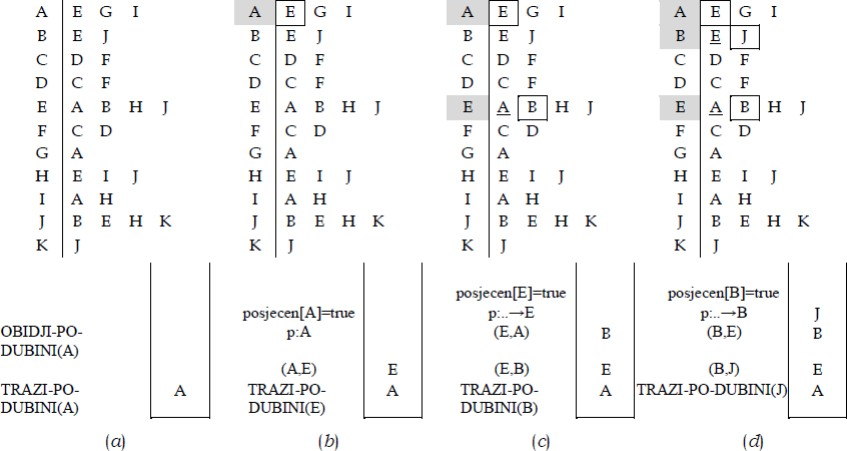 A E G I A E G I A E G I A E G I
B E J B E J B E J B E J
C D F C D F C D F C D F
D C F D C F D C F D C F
E A B H J E A B H J E A B H J E A B H J
F C D F C D F C D F C D
G A G A G A G A
H E I J H E I J H E I J H E I J
I A H I A H I A H I A H
J B E H K J B E H K J B E H K J B E H K
K J K J K J K J
posjecen[E]=true posjecen[B]=true
posjecen[A]=true p:..→E p:..→B J
OBIDJI-PO- p:A (E,A) B (B,E) B
DUBINI(A)
(A,E) E (E,B) E (B,J) E
TRAZI-PO- A TRAZI-PO- A TRAZI-PO- A TRAZI-PO-DUBINI(J) A
DUBINI(A) DUBINI(E) DUBINI(B)
(a) (b) (c) (d)